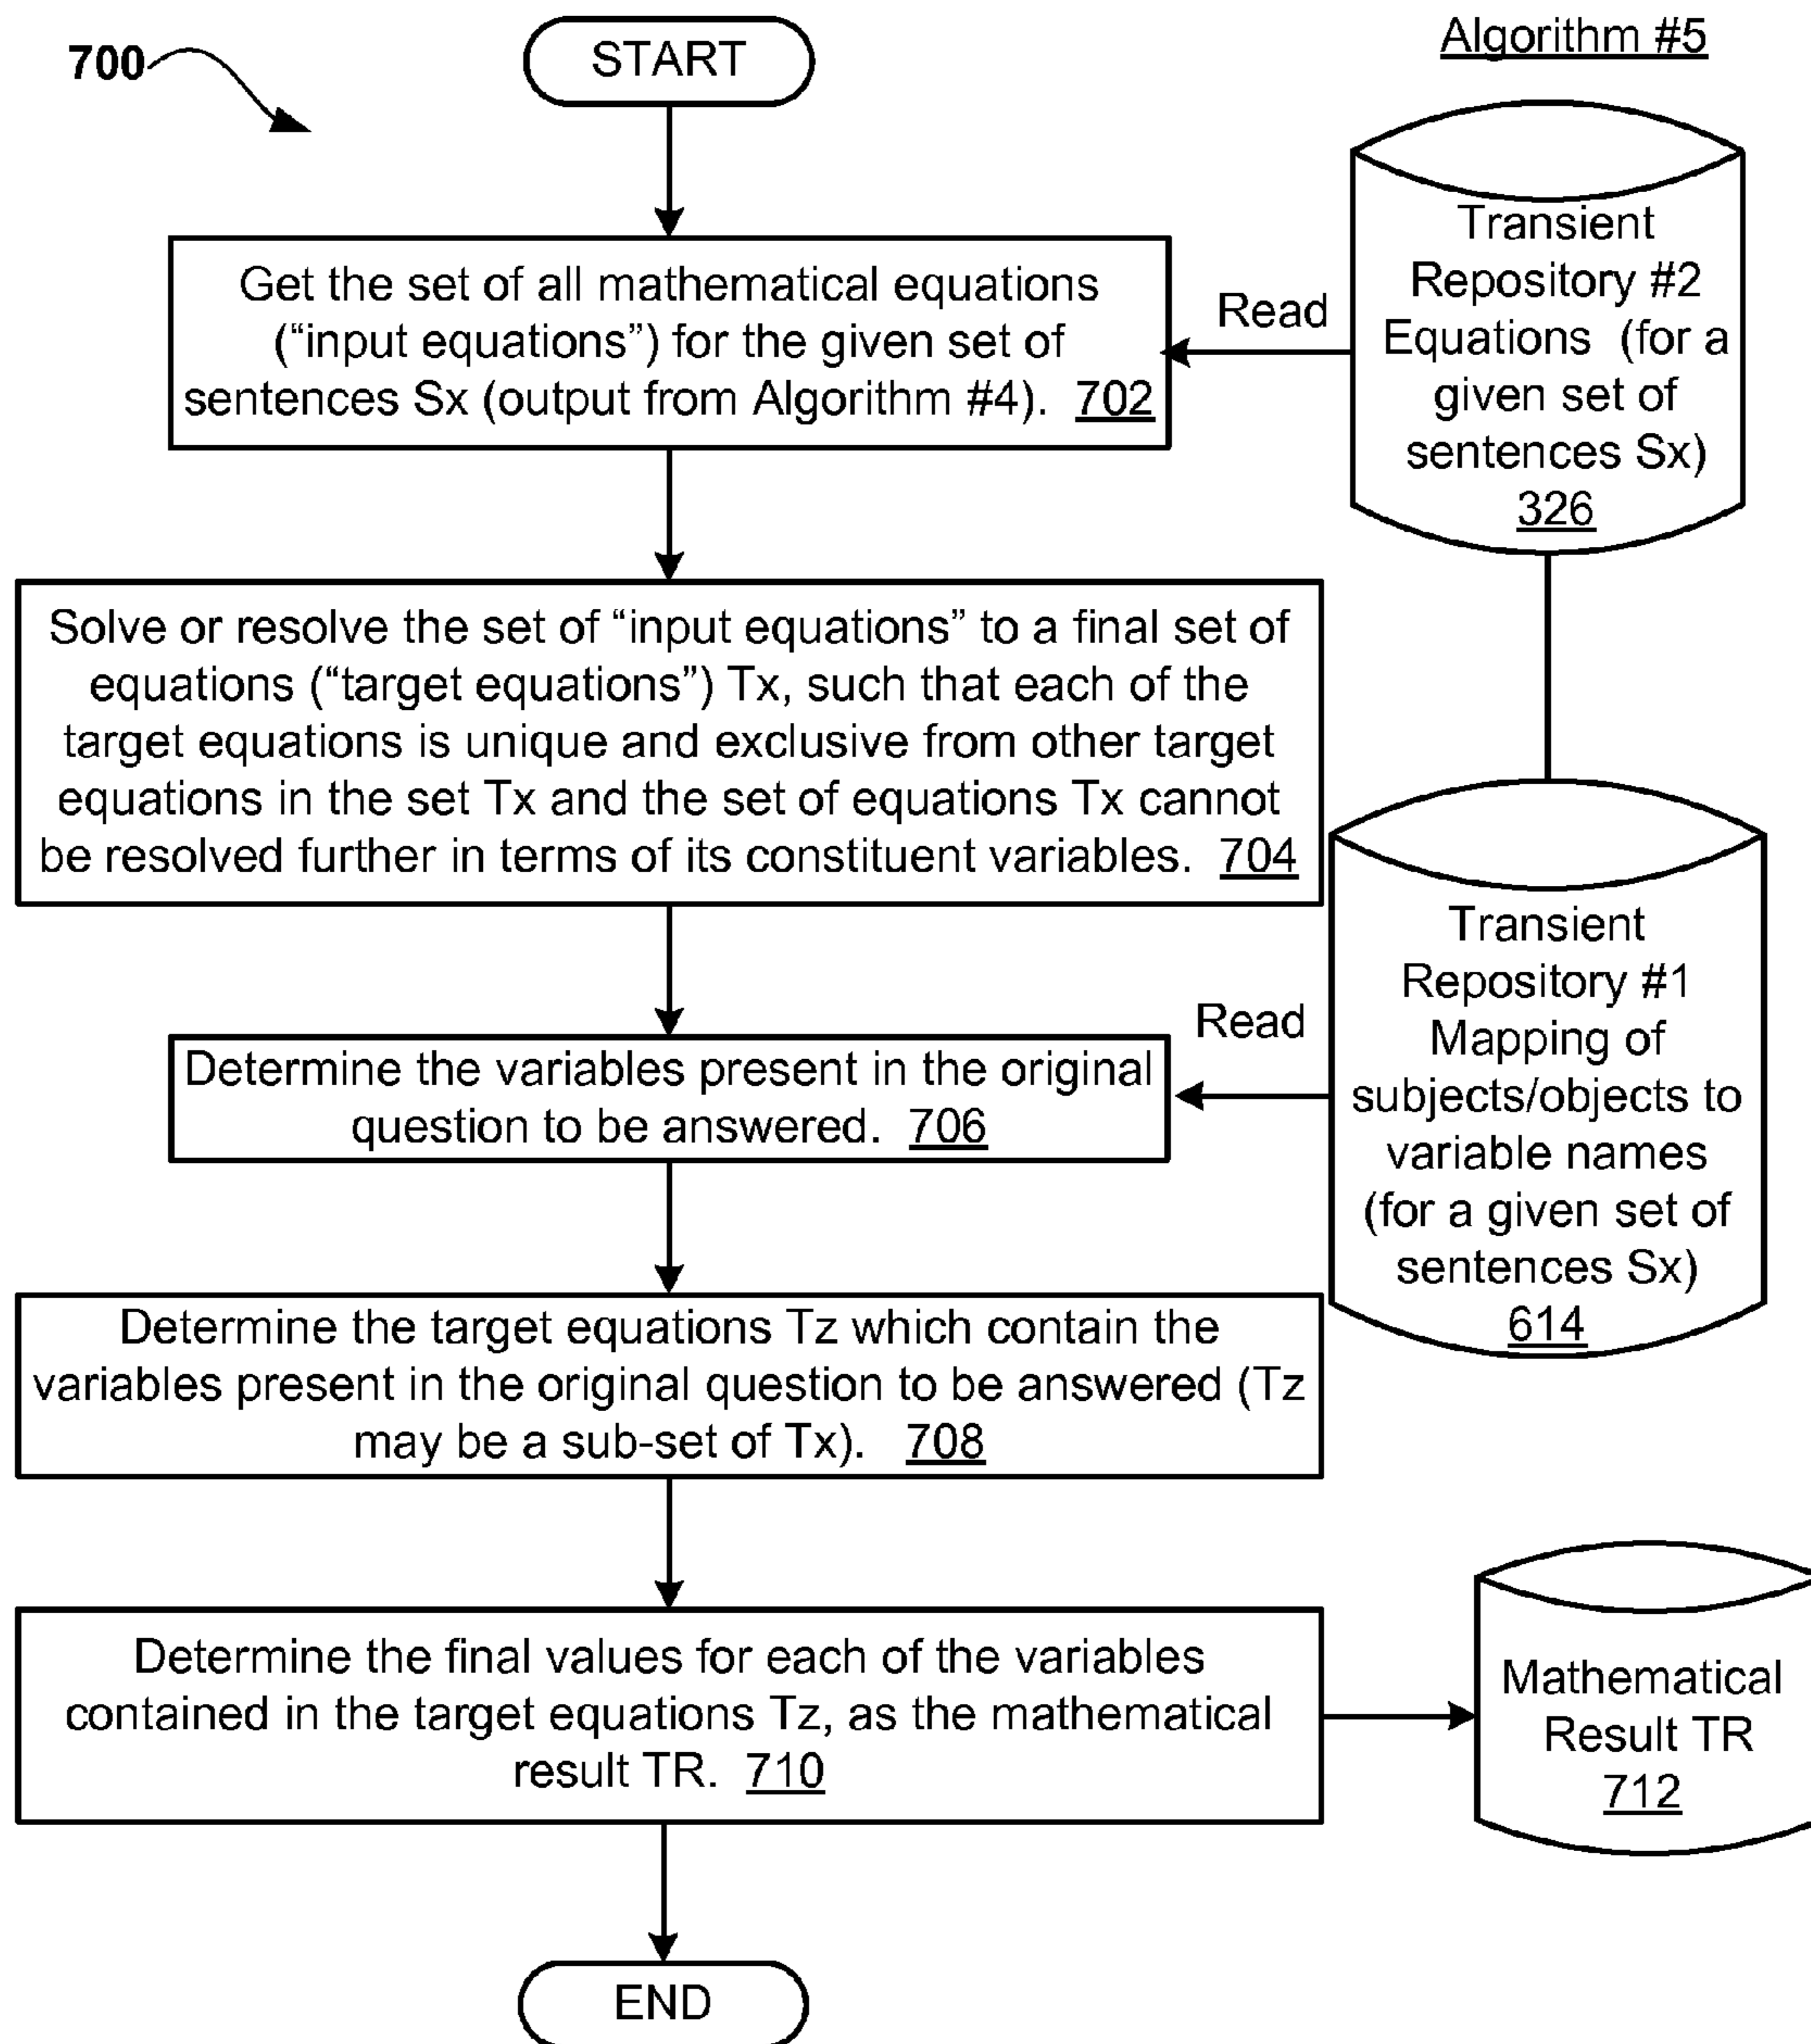 700
START
Algorithm #5
Get the set of all mathematical equations
(“input equations”) for the given set of
sentences Sx (output from Algorithm #4). 702
Read
Transient
Repository #2
Equations (for a
given set of
sentences Sx)
326
Solve or resolve the set of “input equations” to a final set of
equations (“target equations”) Tx, such that each of the
target equations is unique and exclusive from other target
equations in the set Tx and the set of equations Tx cannot
be resolved further in terms of its constituent variables. 704
Determine the variables present in the original
question to be answered. 706
Read
Transient
Repository #1
Mapping of
subjects/objects to
variable names
(for a given set of
sentences Sx)
614
Determine the target equations Tz which contain the
variables present in the original question to be answered (Tz
may be a sub-set of Tx). 708
Determine the final values for each of the variables
contained in the target equations Tz, as the mathematical
result TR. 710
Mathematical
Result TR
712
END